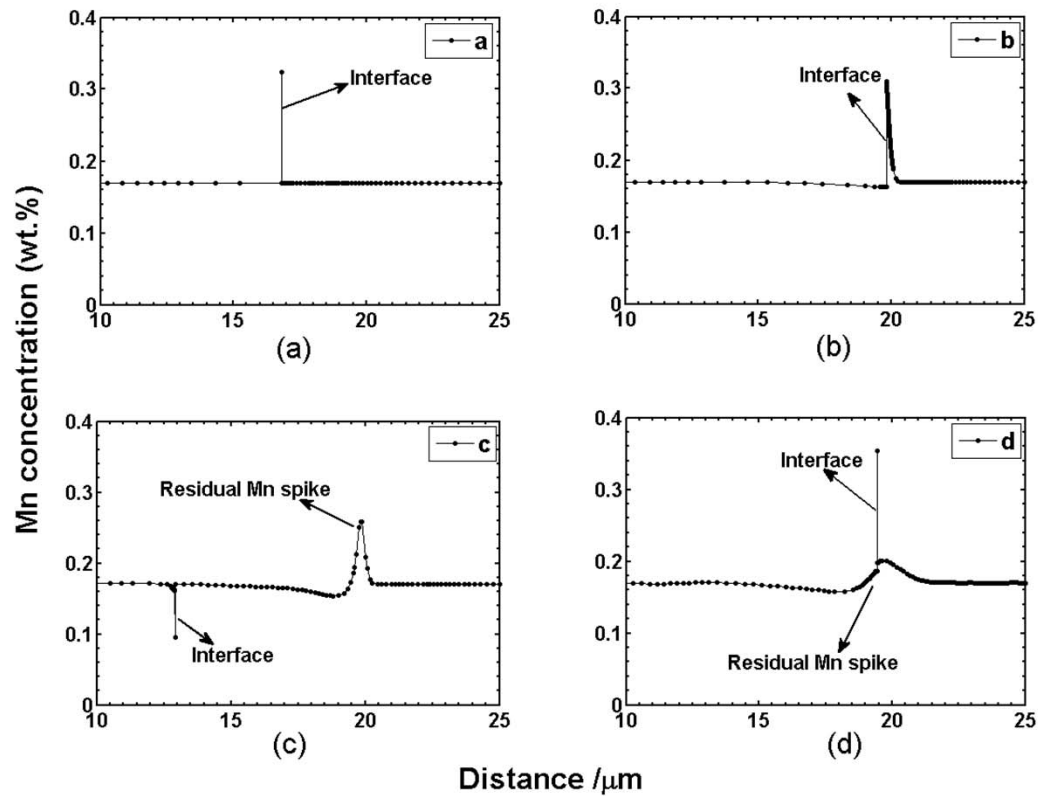 Mn concentration (wt.%)
0.4
0.3
0.2
0.1
0
10
15
20
25
a
Interface
(a)
0.4
0.3
0.2
0.1
0
10
15
20
25
b
Interface
(b)
0.4
0.3
0.2
0.1
0
10
15
20
25
c
Residual Mn spike
Interface
(c)
0.4
0.3
0.2
0.1
0
10
15
20
25
d
Interface
Residual Mn spike
(d)
Distance /μm